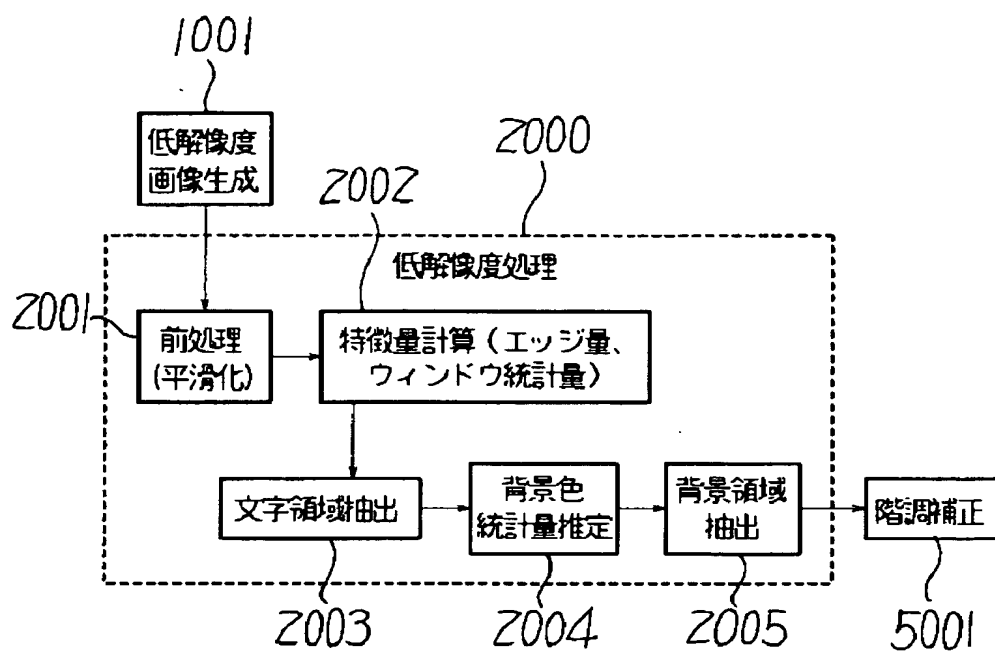 1001
低解像度
画像生成
2000
2002
低解像度処理
2001
前処理
(平滑化)
特徴量計算(エッジ量、
ウィンドウ統計量)
文字領域抽出
背景色
統計量推定
背景領域
抽出
階調補正
2003
2004
2005
5001